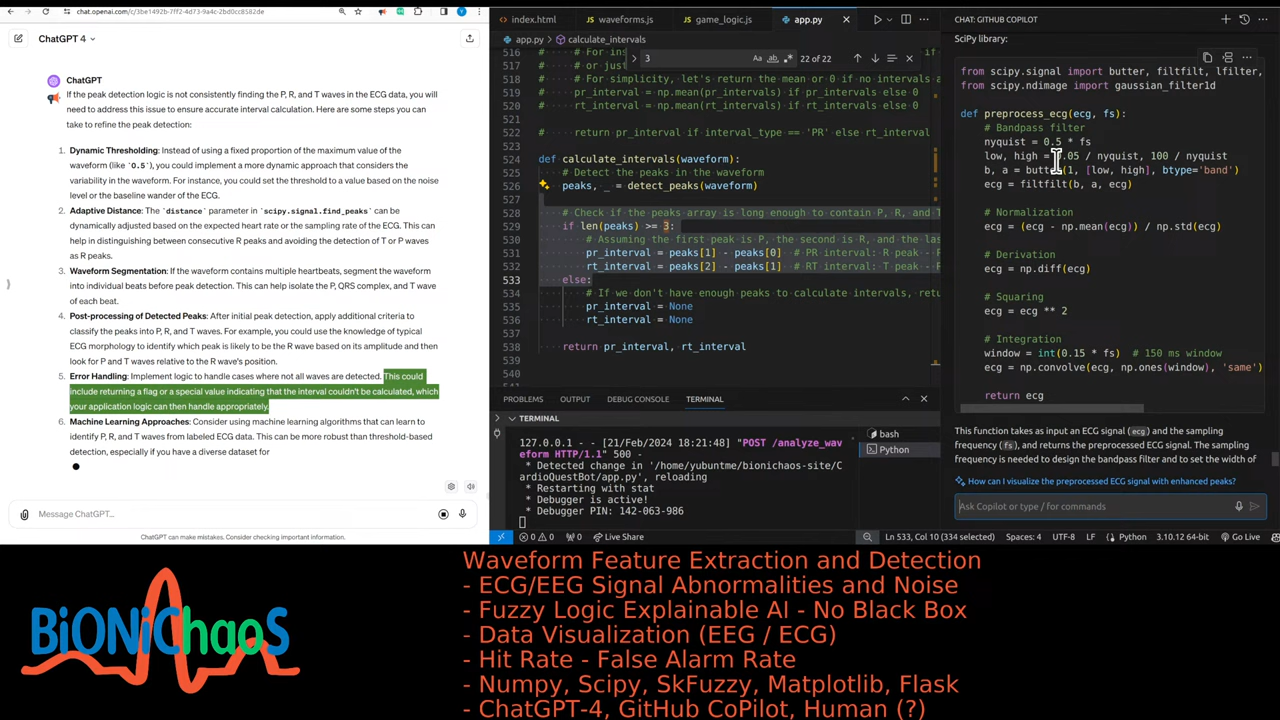 chat.openai.com/c/3be1492b-7ff2-4d73-9a4c-2bd0cc8582de
ChatGPT 4
ChatGPT
If the peak detection logic is not consistently finding the P, R, and T waves in the ECG data, you will
need to address this issue to ensure accurate interval calculation. Here are some steps you can
take to refine the peak detection:
1. Dynamic Thresholding: Instead of using a fixed proportion of the maximum value of the
waveform (like `0.5`), you could implement a more dynamic approach that considers the
variability in the waveform. For instance, you could set the threshold to a value based on the noise
level or the baseline wander of the ECG.
2. Adaptive Distance: The `distance` parameter in `scipy.signal.find_peaks` can be
dynamically adjusted based on the expected heart rate or the sampling rate of the ECG. This can
help in distinguishing between consecutive R peaks and avoiding the detection of T or P waves
as R peaks.
3. Waveform Segmentation: If the waveform contains multiple heartbeats, segment the waveform
into individual beats before peak detection. This can help isolate the P, QRS complex, and T wave
of each beat.
4. Post-processing of Detected Peaks: After initial peak detection, apply additional criteria to
classify the peaks into P, R, and T waves. For example, you could use the knowledge of typical
ECG morphology to identify which peak is likely to be the R wave based on its amplitude and then
look for P and T waves relative to the R wave's position.
5. Error Handling: Implement logic to handle cases where not all waves are detected. This could
include returning a flag or a special value indicating that the interval couldn't be calculated, which
your application logic can then handle appropriately.
6. Machine Learning Approaches: Consider using machine learning algorithms that can learn to
identify P, R, and T waves from labeled ECG data. This can be more robust than threshold-based
detection, especially if you have a diverse dataset for
Message ChatGPT...
ChatGPT can make mistakes. Consider checking important information.
index.html
waveforms.js
game_logic.js
app.py
app.py > calculate_intervals
3
Aa ab
22 of 22
516
517 # or just
518 # For simplicity, let's return the mean or 0 if no intervals a
519 # pr_interval = np.mean(pr_intervals) if pr_intervals else 0
520 # rt_interval = np.mean(rt_intervals) if rt_intervals else 0
521
522 # return pr_interval if interval_type == 'PR' else rt_interval
523
524 def calculate_intervals(waveform):
525 # Detect the peaks in the waveform
526 peaks, _ = detect_peaks(waveform)
527
528 # Check if the peaks array is long enough to contain P, R, and T
529 if len(peaks) >= 3:
530 # Assuming the first peak is P, the second is R, and the las
531 pr_interval = peaks[1] - peaks[0] # PR interval: R peak - P
532 rt_interval = peaks[2] - peaks[1] # RT interval: T peak - R
533 else:
534 # If we don't have enough peaks to calculate intervals, retu
535 pr_interval = None
536 rt_interval = None
537
538 return pr_interval, rt_interval
539
540
PROBLEMS OUTPUT DEBUG CONSOLE TERMINAL
TERMINAL
127.0.0.1 - - [21/Feb/2024 18:21:48] "POST /analyze_wav
eform HTTP/1.1" 500 -
* Detected change in '/home/yubuntme/bionichaos-site/C
ardioQuestBot/app.py', reloading
* Restarting with stat
* Debugger is active!
* Debugger PIN: 142-063-986
bash
Python
0 0 0 Live Share
Ln 533, Col 10 (334 selected) Spaces: 4 UTF-8 LF Python 3.10.12 64-bit Go Live
CHAT: GITHUB COPILOT
SciPy library:
from scipy.signal import butter, filtfilt, lfilter,
from scipy.ndimage import gaussian_filter1d
def preprocess_ecg(ecg, fs):
# Bandpass filter
nyquist = 0.5 * fs
low, high = .05 / nyquist, 100 / nyquist
b, a = butter(1, [low, high], btype='band')
ecg = filtfilt(b, a, ecg)
# Normalization
ecg = (ecg - np.mean(ecg)) / np.std(ecg)
# Derivation
ecg = np.diff(ecg)
# Squaring
ecg = ecg ** 2
# Integration
window = int(0.15 * fs) # 150 ms window
ecg = np.convolve(ecg, np.ones(window), 'same')
return ecg
This function takes as input an ECG signal (ecg) and the sampling
frequency (fs), and returns the preprocessed ECG signal. The sampling
frequency is needed to design the bandpass filter and to set the width of
How can I visualize the preprocessed ECG signal with enhanced peaks?
Ask Copilot or type / for commands
BiONiChaoS
Waveform Feature Extraction and Detection
- ECG/EEG Signal Abnormalities and Noise
- Fuzzy Logic Explainable AI - No Black Box
- Data Visualization (EEG / ECG)
- Hit Rate - False Alarm Rate
- Numpy, Scipy, SkFuzzy, Matplotlib, Flask
- ChatGPT-4, GitHub CoPilot, Human (?)